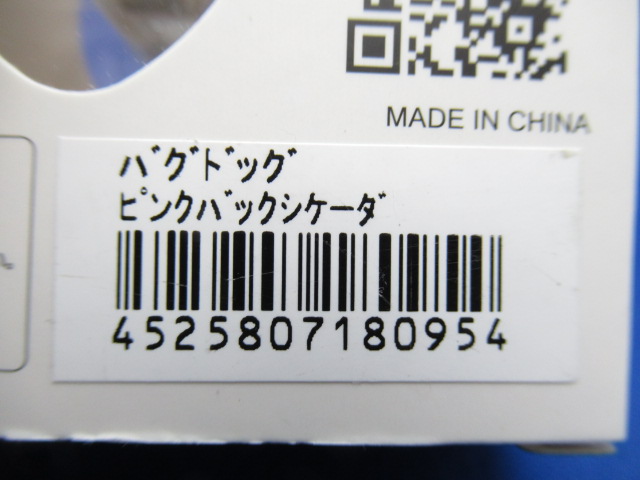 MADE IN CHINA
ﾊﾞｸﾞﾄﾞｯｸﾞ
ﾋﾟﾝｸﾊﾞｯｸｼｹｰﾀﾞ
4525807180954